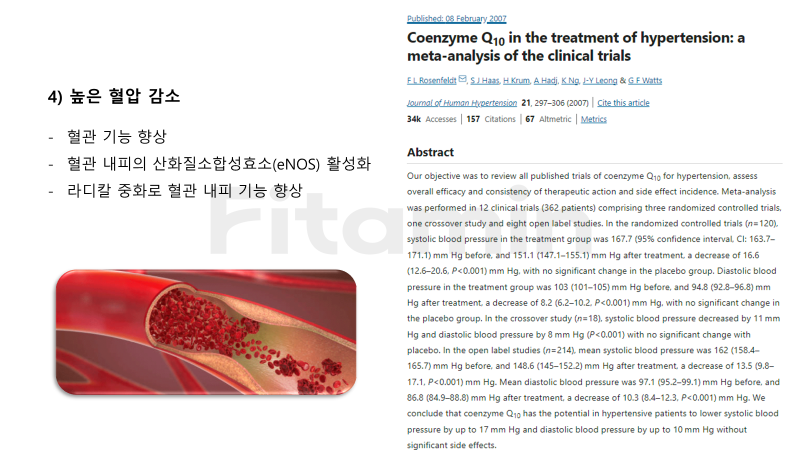 4) 높은 혈압 감소
- 혈관 기능 향상
- 혈관 내피의 산화질소합성효소(eNOS) 활성화
- 라디칼 중화로 혈관 내피 기능 향상
Fitamin
Published: 08 February 2007
Coenzyme Q10 in the treatment of hypertension: a
meta-analysis of the clinical trials
F L Rosenfeldt, S J Haas, H Krum, A Hadj, K Ng, J-Y Leong & G F Watts
Journal of Human Hypertension 21, 297–306 (2007) | Cite this article
34k Accesses | 157 Citations | 67 Altmetric | Metrics
Abstract
Our objective was to review all published trials of coenzyme Q10 for hypertension, assess
overall efficacy and consistency of therapeutic action and side effect incidence. Meta-analysis
was performed in 12 clinical trials (362 patients) comprising three randomized controlled trials,
one crossover study and eight open label studies. In the randomized controlled trials (n=120),
systolic blood pressure in the treatment group was 167.7 (95% confidence interval, CI: 163.7–
171.1) mm Hg before, and 151.1 (147.1–155.1) mm Hg after treatment, a decrease of 16.6
(12.6–20.6, P<0.001) mm Hg, with no significant change in the placebo group. Diastolic blood
pressure in the treatment group was 103 (101–105) mm Hg before, and 94.8 (92.8–96.8) mm
Hg after treatment, a decrease of 8.2 (6.2–10.2, P<0.001) mm Hg, with no significant change in
the placebo group. In the crossover study (n=18), systolic blood pressure decreased by 11 mm
Hg and diastolic blood pressure by 8 mm Hg (P<0.001) with no significant change with
placebo. In the open label studies (n=214), mean systolic blood pressure was 162 (158.4–
165.7) mm Hg before, and 148.6 (145–152.2) mm Hg after treatment, a decrease of 13.5 (9.8–
17.1, P<0.001) mm Hg. Mean diastolic blood pressure was 97.1 (95.2–99.1) mm Hg before, and
86.8 (84.9–88.8) mm Hg after treatment, a decrease of 10.3 (8.4–12.3, P<0.001) mm Hg. We
conclude that coenzyme Q10 has the potential in hypertensive patients to lower systolic blood
pressure by up to 17 mm Hg and diastolic blood pressure by up to 10 mm Hg without
significant side effects.